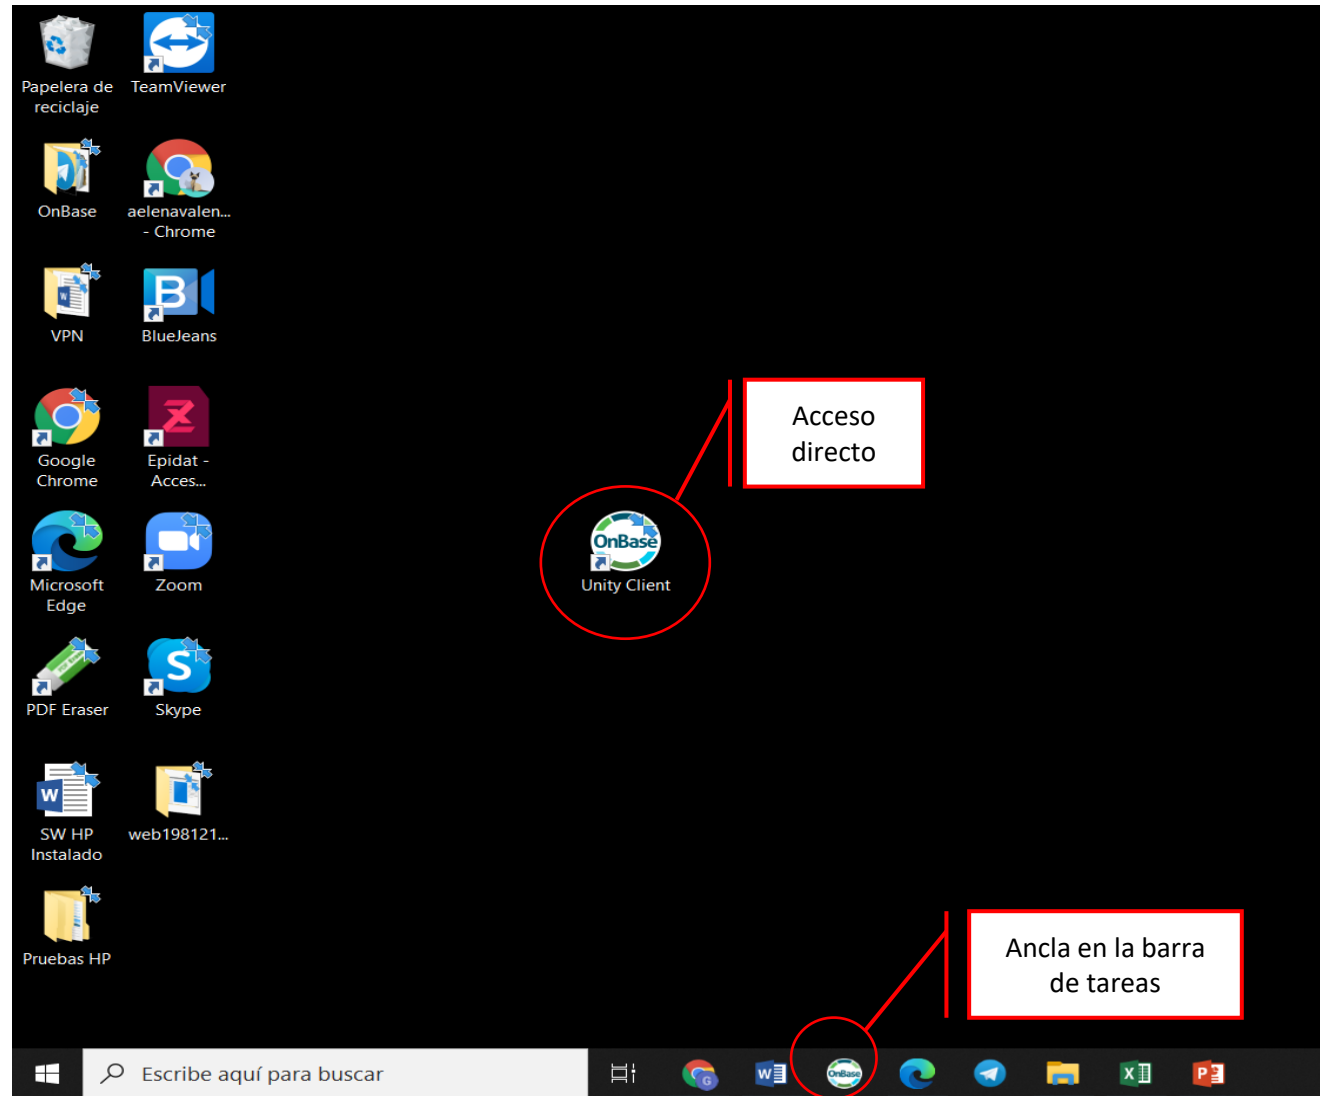 Papelera de
reciclaje
TeamViewer
OnBase
aelenavalen...
- Chrome
VPN
BlueJeans
Google
Chrome
Epidat -
Acces...
Microsoft
Edge
Zoom
PDF Eraser
Skype
SW HP
Instalado
web198121...
Pruebas HP
Acceso
directo
OnBase
Unity Client
Ancla en la barra
de tareas
Escribe aquí para buscar
G
W
OnBase
X
P